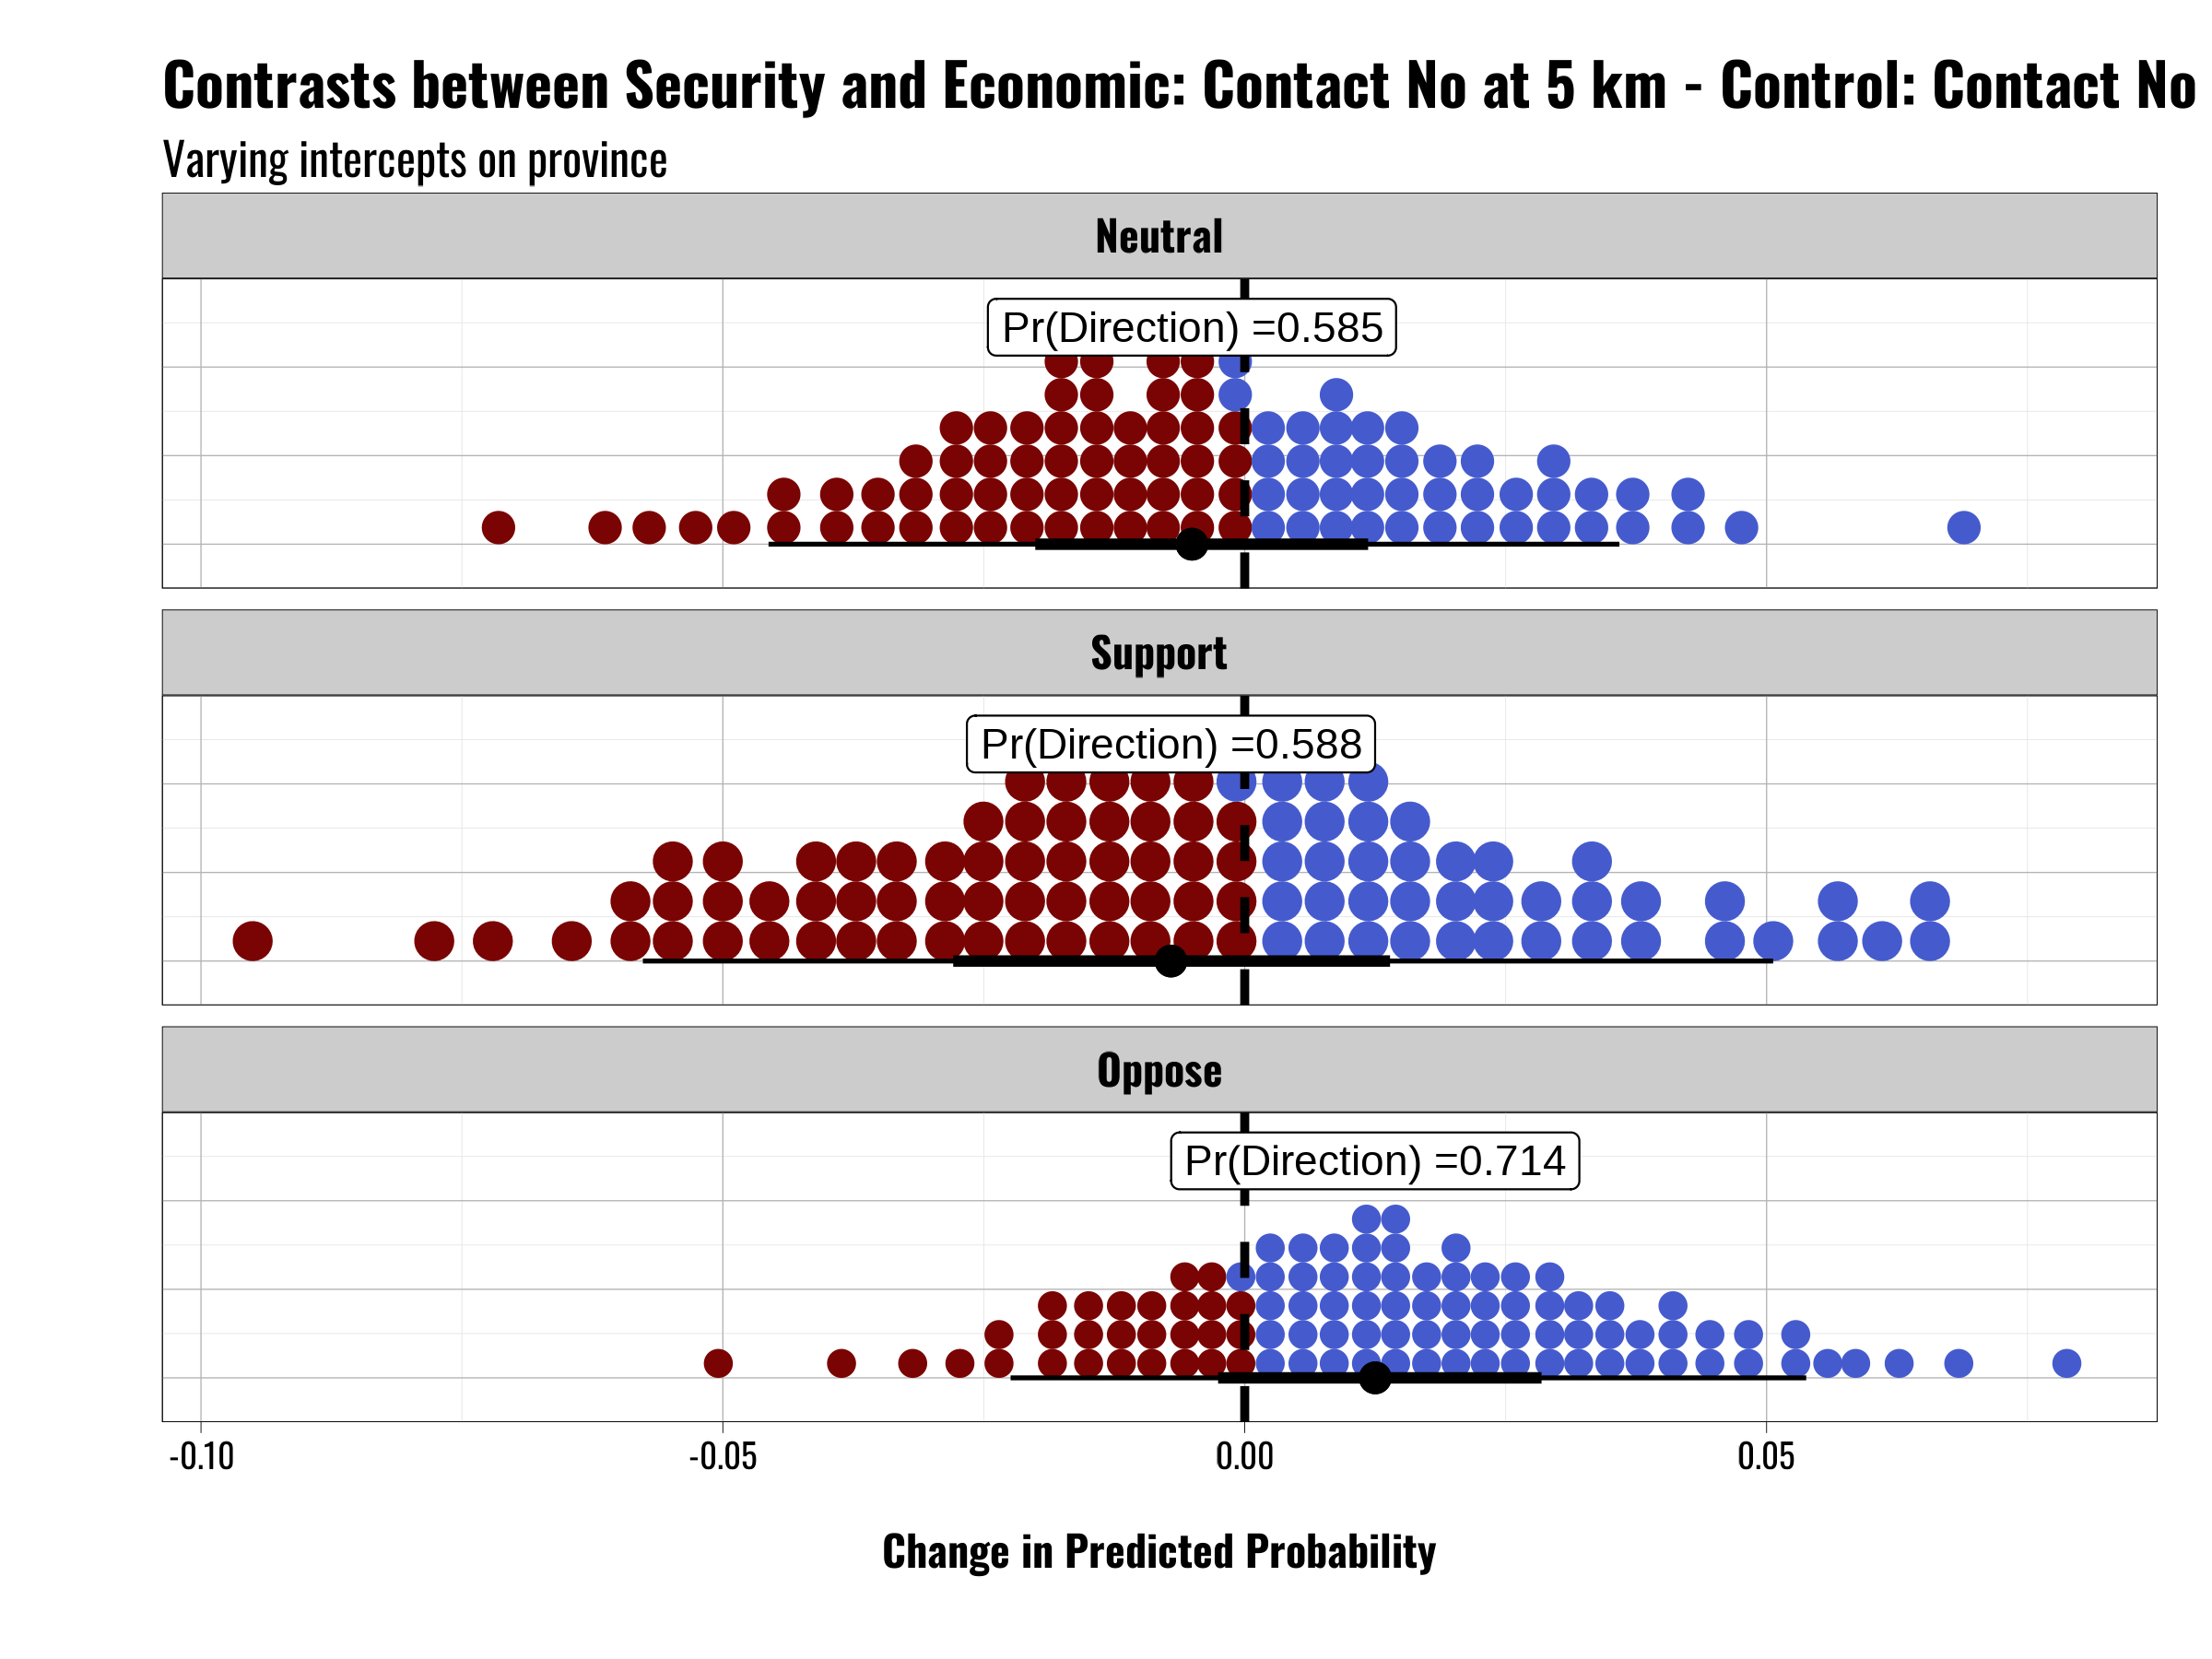 Contrasts between Security and Economic: Contact No at 5 km - Control: Contact No
Varying intercepts on province
Neutral
Pr(Direction) =0.585
Support
Pr(Direction) =0.588
Oppose
Pr(Direction) =0.714
-0.10 -0.05 0.00 0.05
Change in Predicted Probability